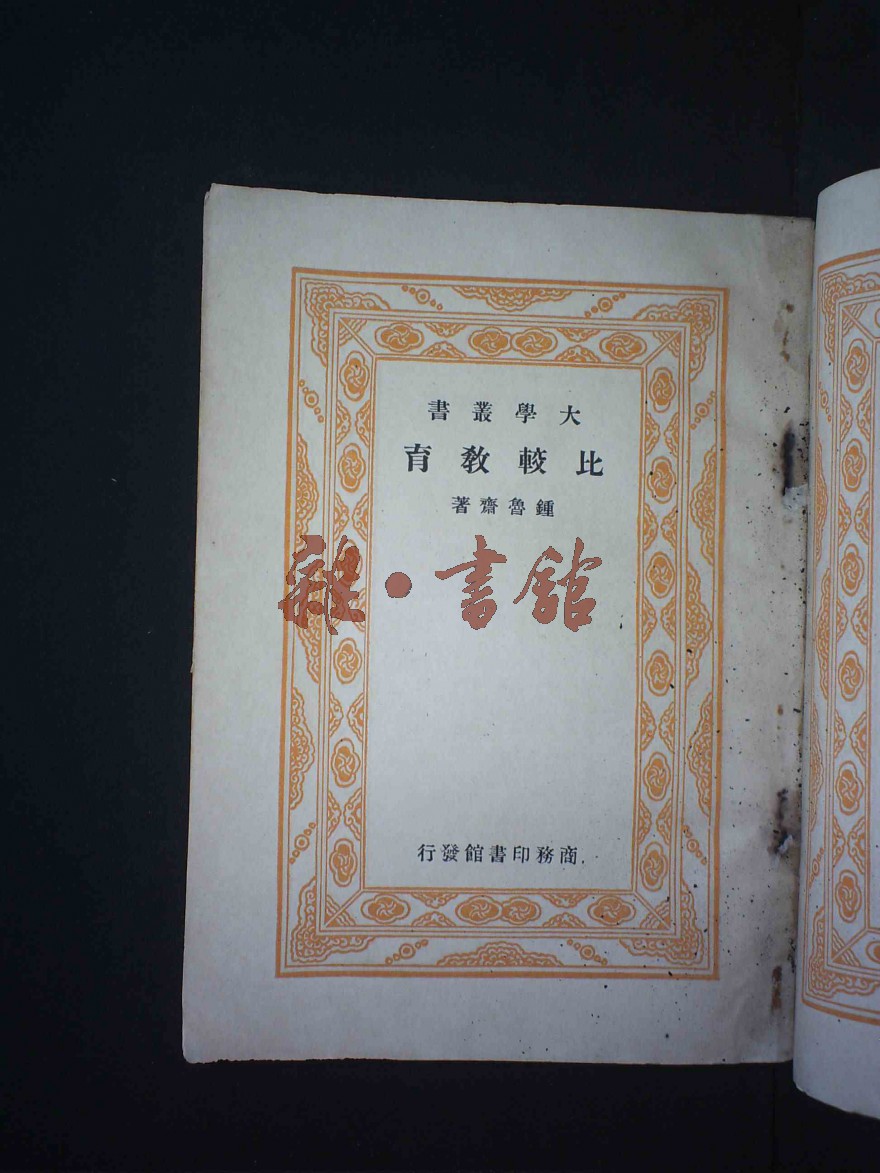 大學叢書
比較教育
鍾魯齋著
書館
商務印書館發行